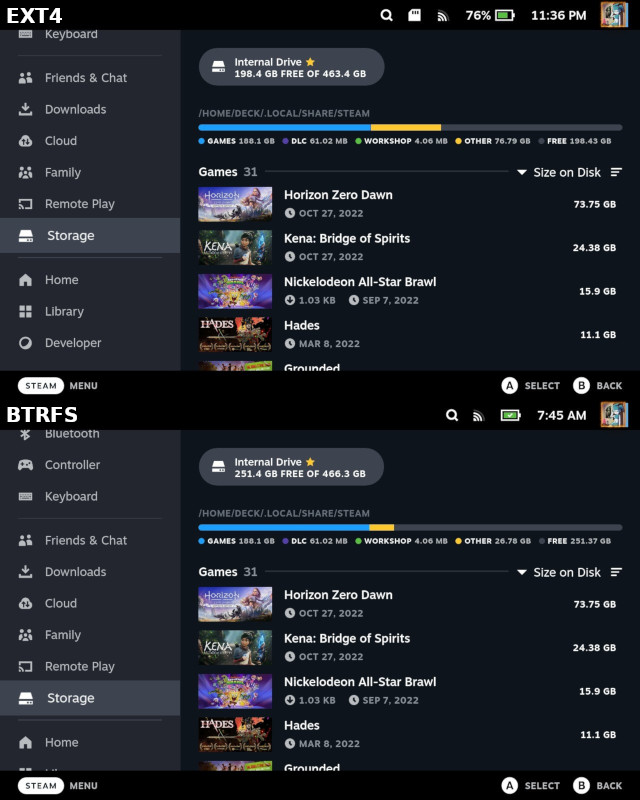 EXT4
76% 11:36 PM
Keyboard
Friends & Chat
Downloads
Cloud
Family
Remote Play
Storage
Home
Library
Developer
Internal Drive
198.4 GB FREE OF 463.4 GB
/HOME/DECK/.LOCAL/SHARE/STEAM
GAMES 188.1 GB DLC 61.02 MB WORKSHOP 4.06 MB OTHER 76.79 GB FREE 198.43 GB
Games 31 Size on Disk
HORIZON
Horizon Zero Dawn 73.75 GB
OCT 27, 2022
KENA
Kena: Bridge of Spirits 24.38 GB
OCT 27, 2022
Nickelodeon All-Star Brawl 15.9 GB
1.03 KB SEP 7, 2022
HADES
Hades 11.1 GB
MAR 8, 2022
Grounded
STEAM MENU A SELECT B BACK
BTRFS
7:45 AM
Bluetooth
Controller
Keyboard
Friends & Chat
Downloads
Cloud
Family
Remote Play
Storage
Home
Internal Drive
251.4 GB FREE OF 466.3 GB
/HOME/DECK/.LOCAL/SHARE/STEAM
GAMES 188.1 GB DLC 61.02 MB WORKSHOP 4.06 MB OTHER 26.78 GB FREE 251.37 GB
Games 31 Size on Disk
HORIZON
Horizon Zero Dawn 73.75 GB
OCT 27, 2022
KENA
Kena: Bridge of Spirits 24.38 GB
OCT 27, 2022
Nickelodeon All-Star Brawl 15.9 GB
1.03 KB SEP 7, 2022
HADES
Hades 11.1 GB
MAR 8, 2022
Grounded
STEAM MENU A SELECT B BACK